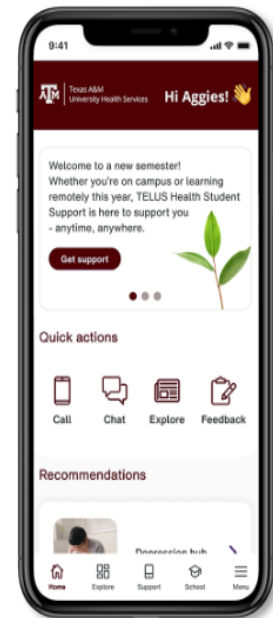 9:41
Texas A&M
University Health Services
Hi Aggies! 👋
Welcome to a new semester!
Whether you're on campus or learning
remotely this year, TELUS Health Student
Support is here to support you
- anytime, anywhere.
Get support
Quick actions
Call Chat Explore Feedback
Recommendations
Depression hub
Home Explore Support School Menu